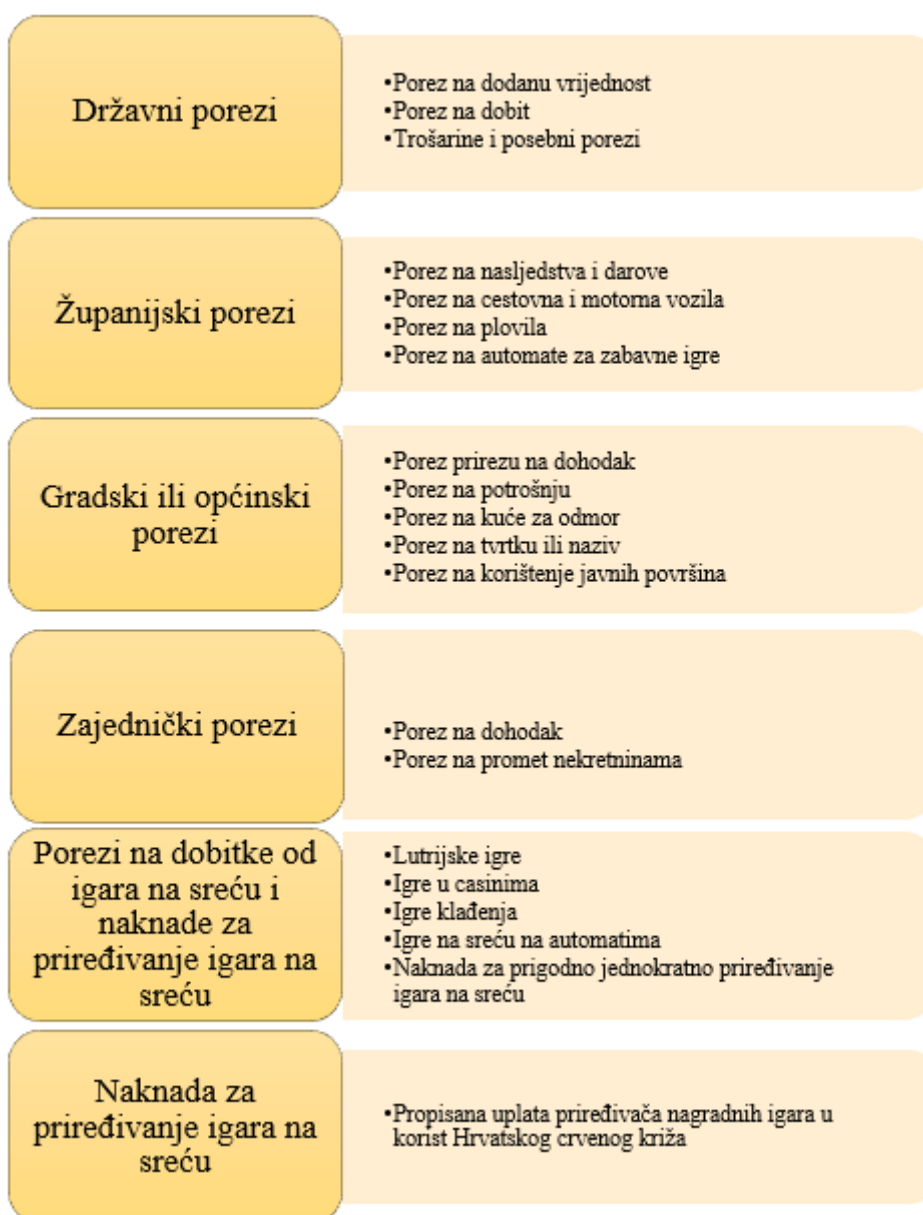 Državni porezi
•Porez na dodanu vrijednost
•Porez na dobit
•Trošarine i posebni porezi
Županijski porezi
•Porez na nasljedstva i darove
•Porez na cestovna i motorna vozila
•Porez na plovila
•Porez na automate za zabavne igre
Gradski ili općinski
porezi
•Porez prirezu na dohodak
•Porez na potrošnju
•Porez na kuće za odmor
•Porez na tvrtku ili naziv
•Porez na korištenje javnih površina
Zajednički porezi
•Porez na dohodak
•Porez na promet nekretninama
Porezi na dobitke od
igara na sreću i
naknade za
priređivanje igara na
sreću
•Lutrijske igre
•Igre u casinima
•Igre klađenja
•Igre na sreću na automatima
•Naknada za prigodno jednokratno priređivanje
igara na sreću
Naknada za
priređivanje igara na
sreću
•Propisana uplata priređivača nagradnih igara u
korist Hrvatskog crvenog križa